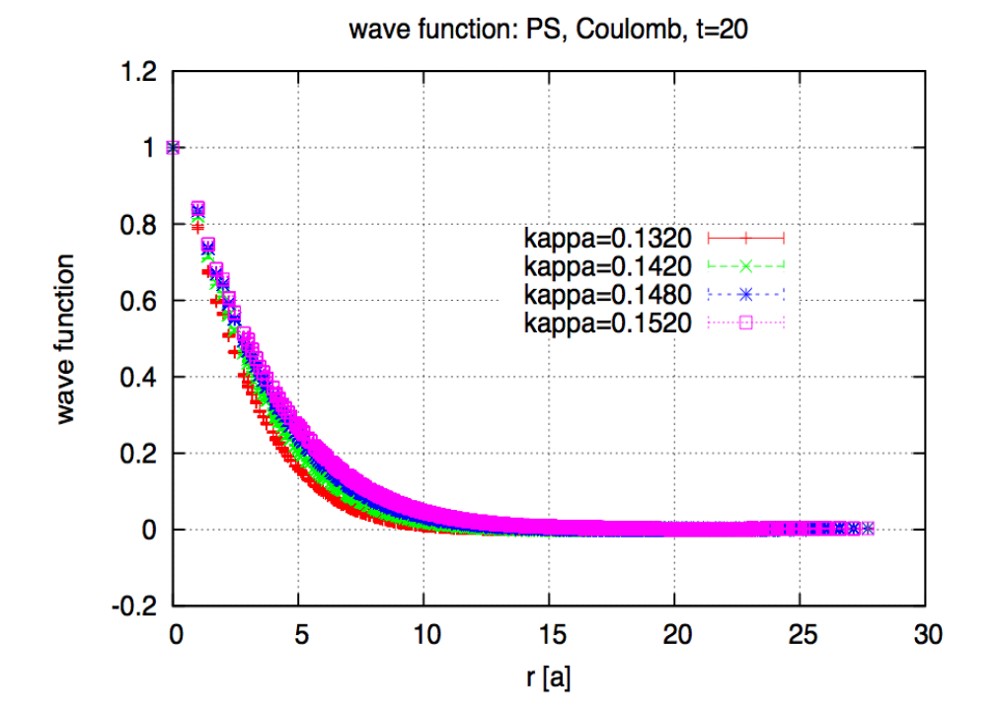 wave function: PS, Coulomb, t=20
1.2
1
0.8
0.6
0.4
0.2
0
-0.2
wave function
kappa=0.1320
kappa=0.1420
kappa=0.1480
kappa=0.1520
0 5 10 15 20 25 30
r [a]